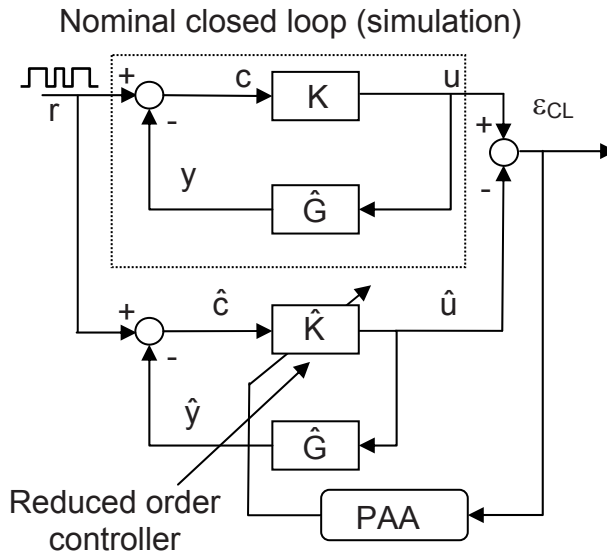 Nominal closed loop (simulation)
r
+
-
c
K
u
y
Ĝ
+
-
εCL
+
-
ĉ
K̂
û
ŷ
Ĝ
Reduced order
controller
PAA